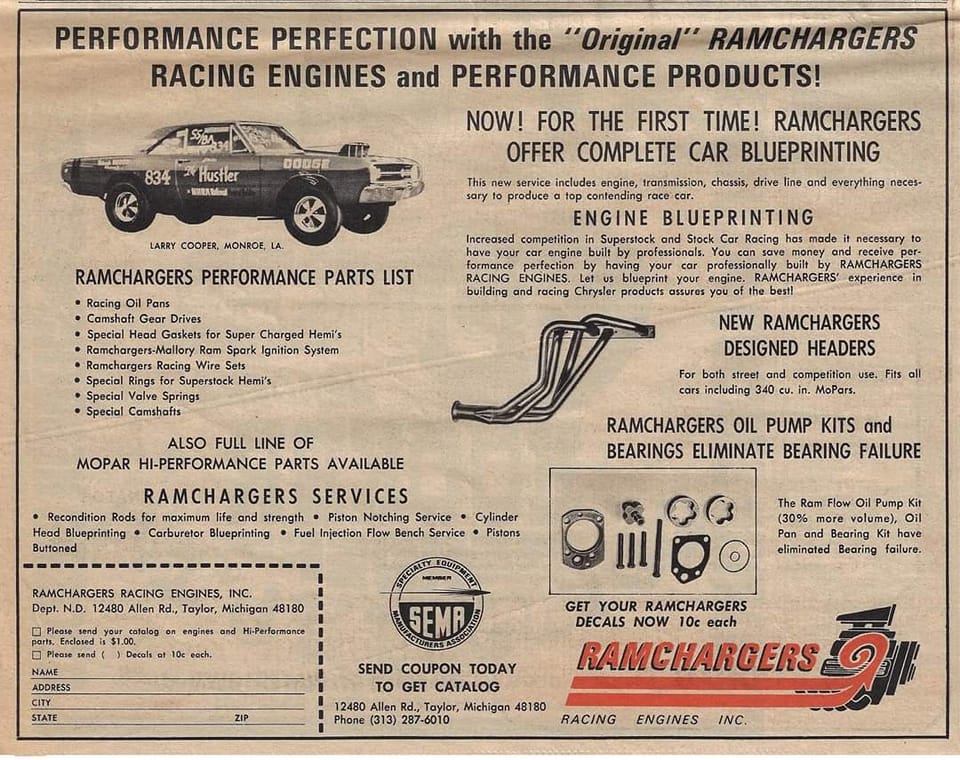 PERFORMANCE PERFECTION with the "Original" RAMCHARGERS
RACING ENGINES and PERFORMANCE PRODUCTS!
SS/BA
834
834
Hustler
DODGE
LARRY COOPER, MONROE, LA.
RAMCHARGERS PERFORMANCE PARTS LIST
• Racing Oil Pans
• Camshaft Gear Drives
• Special Head Gaskets for Super Charged Hemi's
• Ramchargers-Mallory Ram Spark Ignition System
• Ramchargers Racing Wire Sets
• Special Rings for Superstock Hemi's
• Special Valve Springs
• Special Camshafts
ALSO FULL LINE OF
MOPAR HI-PERFORMANCE PARTS AVAILABLE
RAMCHARGERS SERVICES
• Recondition Rods for maximum life and strength • Piston Notching Service • Cylinder
Head Blueprinting • Carburetor Blueprinting • Fuel Injection Flow Bench Service • Pistons
Buttoned
NOW! FOR THE FIRST TIME! RAMCHARGERS
OFFER COMPLETE CAR BLUEPRINTING
This new service includes engine, transmission, chassis, drive line and everything neces-
sary to produce a top contending race car.
ENGINE BLUEPRINTING
Increased competition in Superstock and Stock Car Racing has made it necessary to
have your car engine built by professionals. You can save money and receive per-
formance perfection by having your car professionally built by RAMCHARGERS
RACING ENGINES. Let us blueprint your engine. RAMCHARGERS' experience in
building and racing Chrysler products assures you of the best!
NEW RAMCHARGERS
DESIGNED HEADERS
For both street and competition use. Fits all
cars including 340 cu. in. MoPars.
RAMCHARGERS OIL PUMP KITS and
BEARINGS ELIMINATE BEARING FAILURE
The Ram Flow Oil Pump Kit
(30% more volume), Oil
Pan and Bearing Kit have
eliminated Bearing failure.
GET YOUR RAMCHARGERS
DECALS NOW 10c each
RAMCHARGERS
RACING ENGINES INC.
SPECIALTY EQUIPMENT
MEMBER
SEMA
MANUFACTURERS ASSOCIATION
SEND COUPON TODAY
TO GET CATALOG
12480 Allen Rd., Taylor, Michigan 48180
Phone (313) 287-6010
RAMCHARGERS RACING ENGINES, INC.
Dept. N.D. 12480 Allen Rd., Taylor, Michigan 48180
Please send your catalog on engines and Hi-Performance
parts. Enclosed is $1.00.
Please send ( ) Decals at 10c each.
NAME
ADDRESS
CITY
STATE ZIP